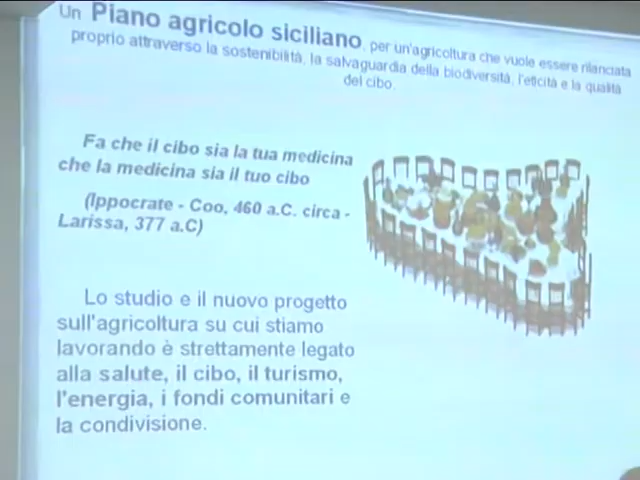 Un Piano agricolo siciliano, per un'agricoltura che vuole essere rilanciata
proprio attraverso la sostenibilità, la salvaguardia della biodiversità, l'eticità e la qualità
del cibo.
Fa che il cibo sia la tua medicina
che la medicina sia il tuo cibo
(Ippocrate - Coo, 460 a.C. circa -
Larissa, 377 a.C)
Lo studio e il nuovo progetto
sull'agricoltura su cui stiamo
lavorando è strettamente legato
alla salute, il cibo, il turismo,
l'energia, i fondi comunitari e
la condivisione.